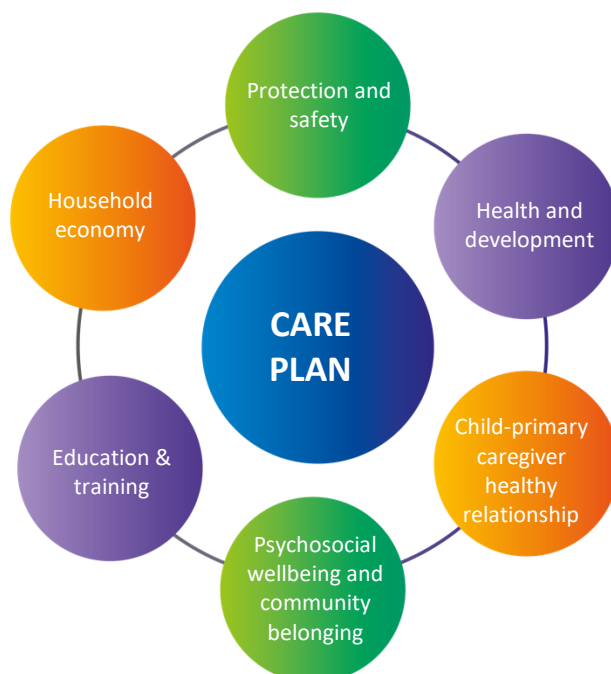 Protection and
safety
Health and
development
Child-primary
caregiver
healthy
relationship
Psychosocial
wellbeing and
community
belonging
Education &
training
Household
economy
CARE
PLAN